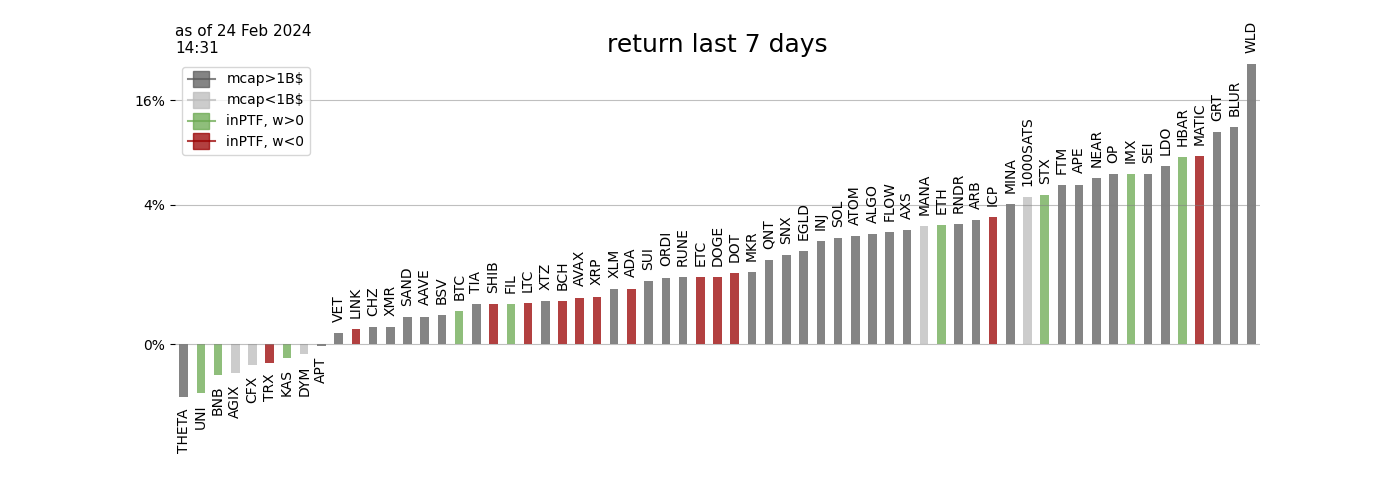 as of 24 Feb 2024
14:31
return last 7 days
mcap>1B$
mcap<1B$
inPTF, w>0
inPTF, w<0
16%
4%
0%
THETA
UNI
BNB
AGIX
CFX
TRX
KAS
DYM
APT
VET
LINK
CHZ
XMR
SAND
AAVE
BSV
BTC
TIA
SHIB
FIL
LTC
XTZ
BCH
AVAX
XRP
XLM
ADA
SUI
ORDI
RUNE
ETC
DOGE
DOT
MKR
QNT
SNX
EGLD
INJ
SOL
ATOM
ALGO
FLOW
AXS
MANA
ETH
RNDR
ARB
ICP
MINA
1000SATS
STX
FTM
APE
NEAR
OP
IMX
SEI
LDO
HBAR
MATIC
GRT
BLUR
WLD